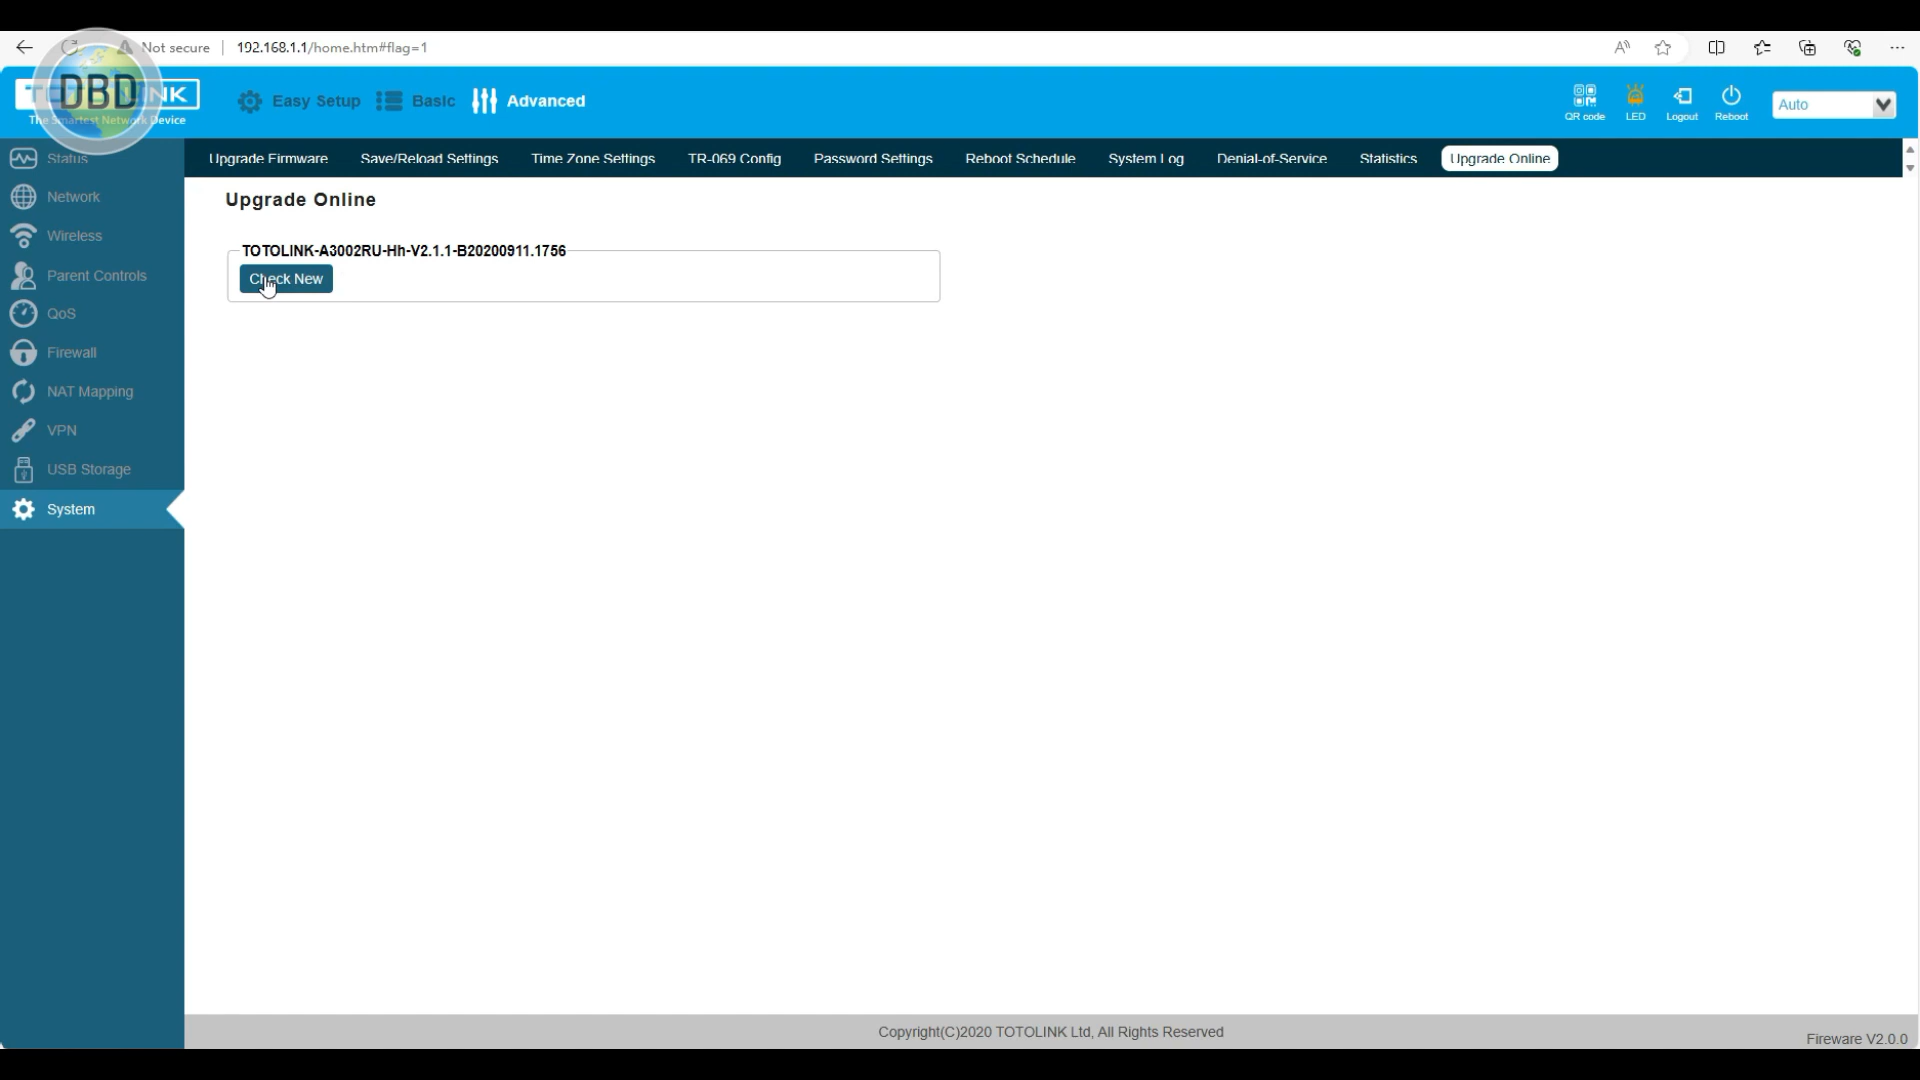 Not secure | 192.168.1.1/home.htm#flag=1
DBD
NK
The Smartest Network Device
Easy Setup Basic Advanced
QR code LED Logout Reboot Auto
Status
Upgrade Firmware Save/Reload Settings Time Zone Settings TR-069 Config Password Settings Reboot Schedule System Log Denial-of-Service Statistics Upgrade Online
Network
Wireless
Parent Controls
QoS
Firewall
NAT Mapping
VPN
USB Storage
System
Upgrade Online
TOTOLINK-A3002RU-Hh-V2.1.1-B20200911.1756
Check New
Copyright(C)2020 TOTOLINK Ltd, All Rights Reserved
Fireware V2.0.0